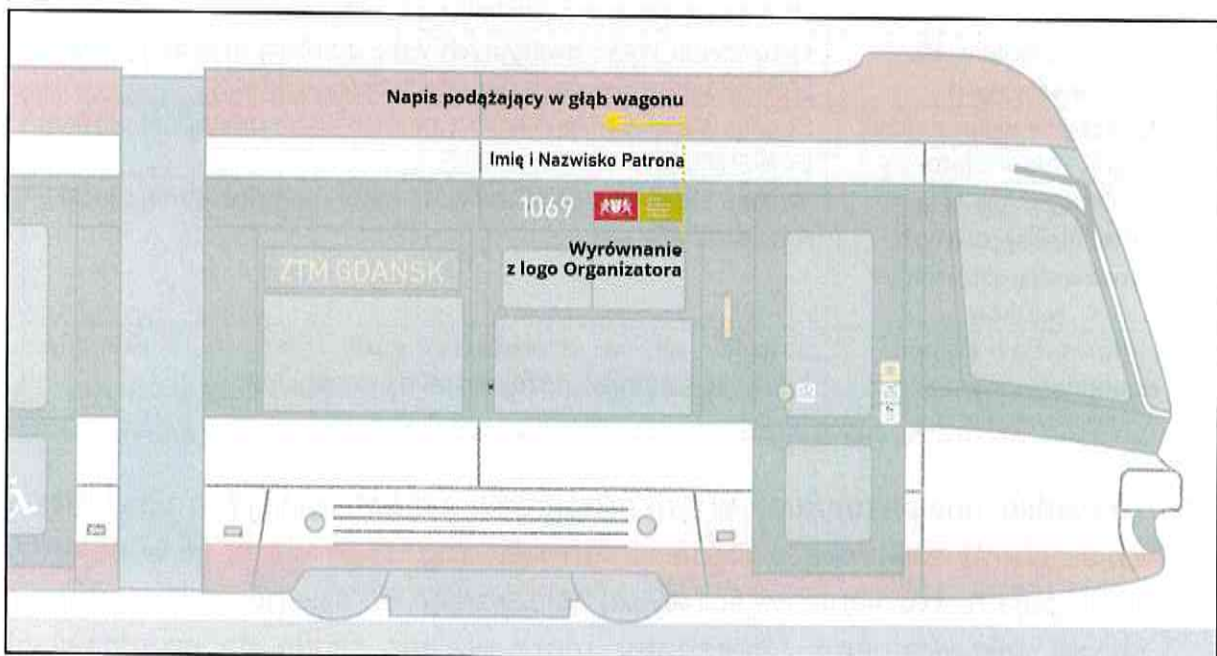 Napis podążający w głąb wagonu
Imię i Nazwisko Patrona
1069
Wyrównanie
z logo Organizatora
ZTM GDAŃSK